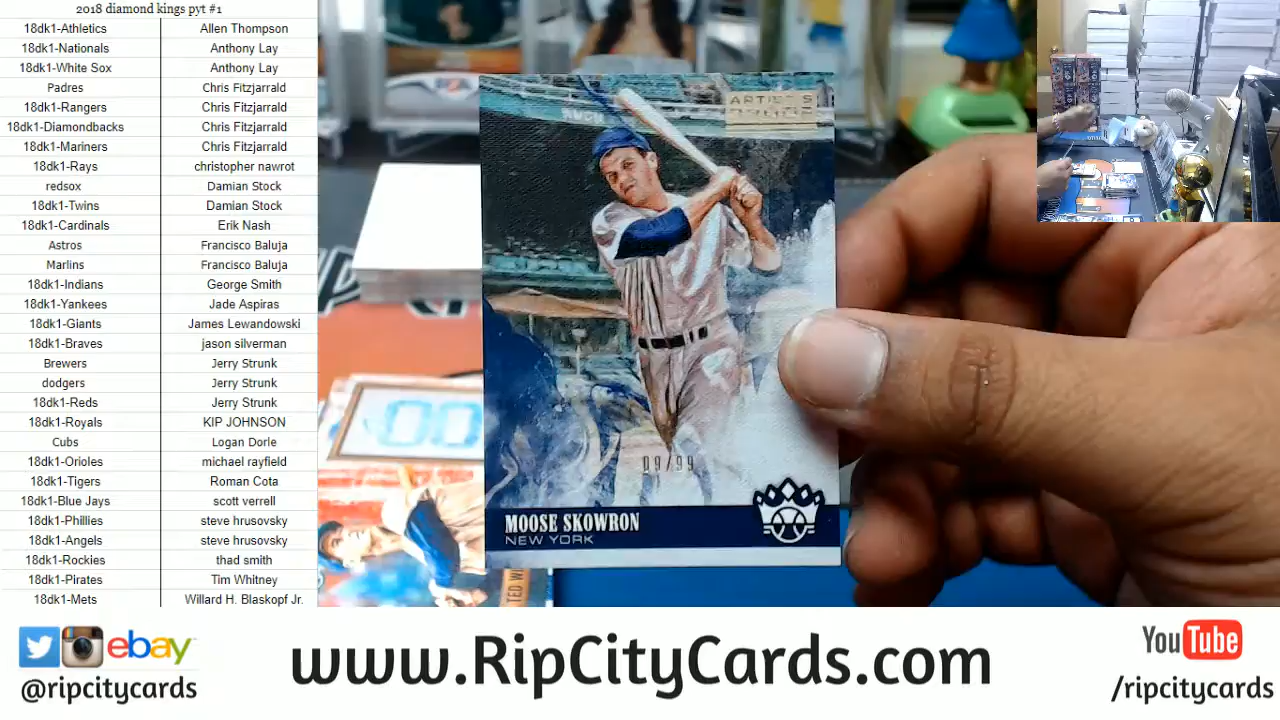 2018 diamond kings pyt #1
18dk1-Athletics Allen Thompson
18dk1-Nationals Anthony Lay
18dk1-White Sox Anthony Lay
Padres Chris Fitzjarrald
18dk1-Rangers Chris Fitzjarrald
18dk1-Diamondbacks Chris Fitzjarrald
18dk1-Mariners Chris Fitzjarrald
18dk1-Rays christopher nawrot
redsox Damian Stock
18dk1-Twins Damian Stock
18dk1-Cardinals Erik Nash
Astros Francisco Baluja
Marlins Francisco Baluja
18dk1-Indians George Smith
18dk1-Yankees Jade Aspiras
18dk1-Giants James Lewandowski
18dk1-Braves jason silverman
Brewers Jerry Strunk
dodgers Jerry Strunk
18dk1-Reds Jerry Strunk
18dk1-Royals KIP JOHNSON
Cubs Logan Dorle
18dk1-Orioles michael rayfield
18dk1-Tigers Roman Cota
18dk1-Blue Jays scott verrell
18dk1-Phillies steve hrusovsky
18dk1-Angels steve hrusovsky
18dk1-Rockies thad smith
18dk1-Pirates Tim Whitney
18dk1-Mets Willard H. Blaskopf Jr.
ARTIST'S
PROOF
09/99
MOOSE SKOWRON
NEW YORK
TED W
ebay
@ripcitycards
www.RipCityCards.com
YouTube
/ripcitycards